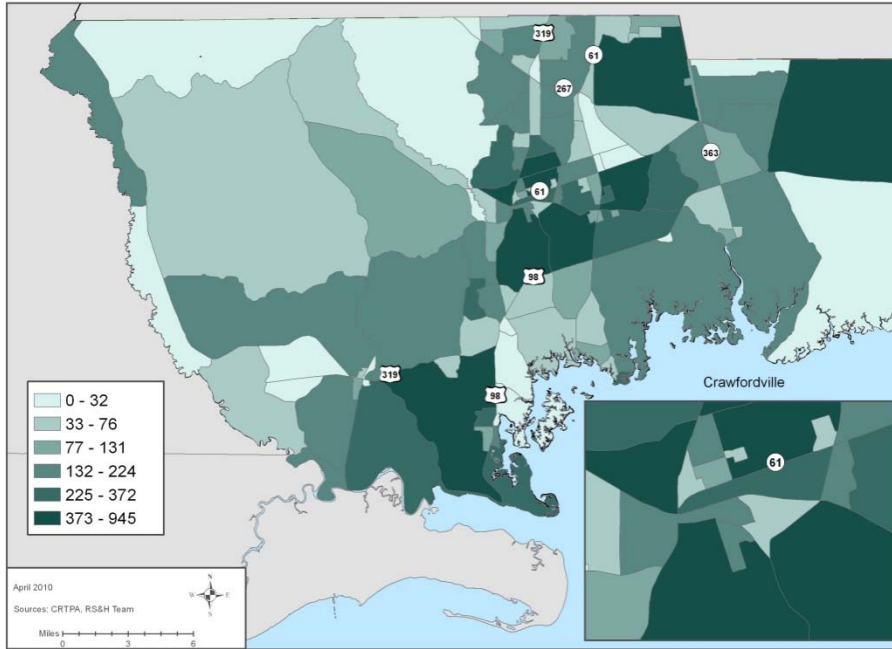 319
61
267
363
61
98
319
98
Crawfordville
61
0 - 32
33 - 76
77 - 131
132 - 224
225 - 372
373 - 945
April 2010
Sources: CRTPA, RS&H Team
N
W E
S
Miles
0 3 6